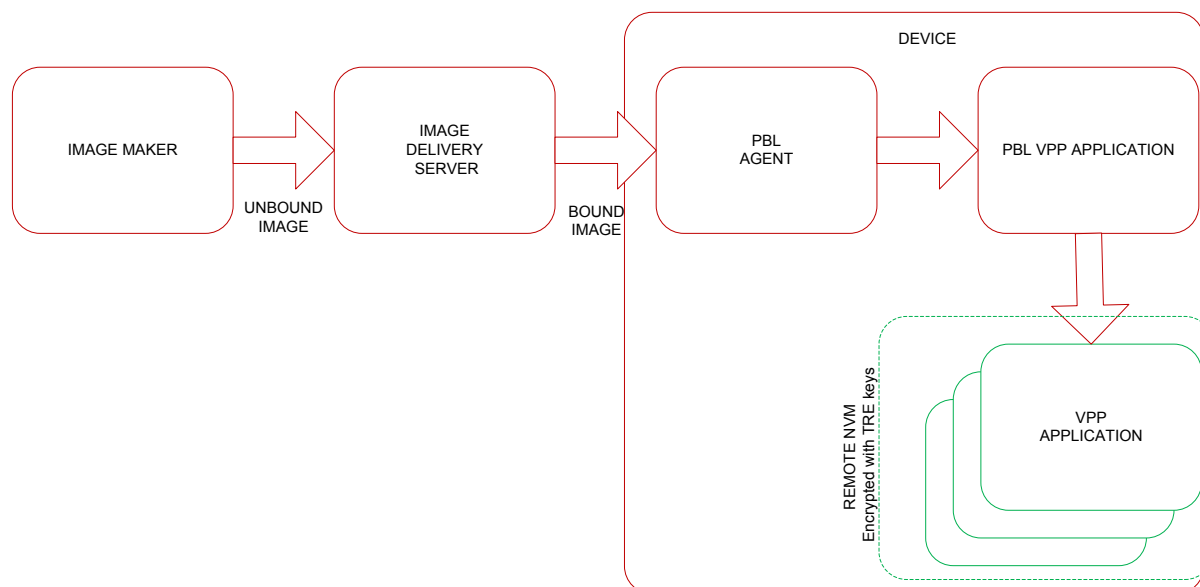 DEVICE
IMAGE MAKER
IMAGE
DELIVERY
SERVER
PBL
AGENT
PBL VPP APPLICATION
UNBOUND
IMAGE
BOUND
IMAGE
REMOTE NVM
Encrypted with TRE keys
VPP
APPLICATION